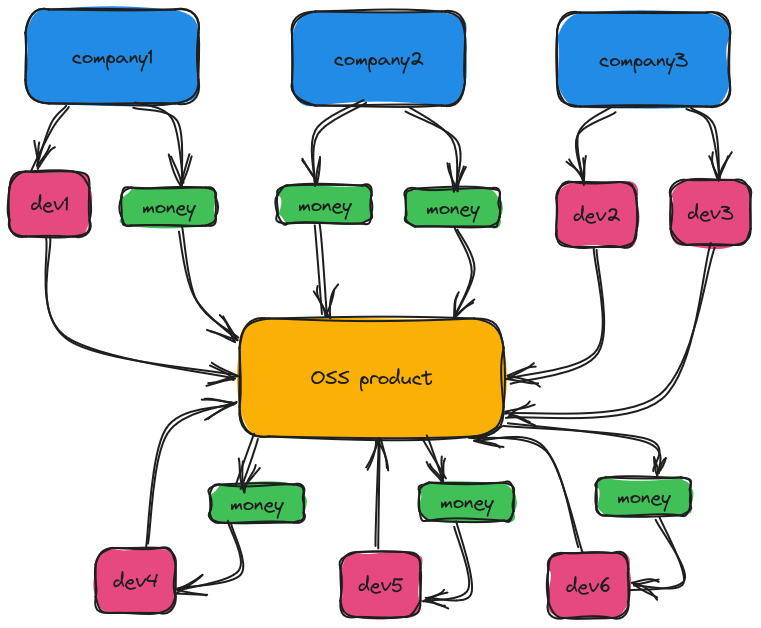 company1
company2
company3
dev1
money
money
money
dev2
dev3
OSS product
money
money
money
dev4
dev5
dev6